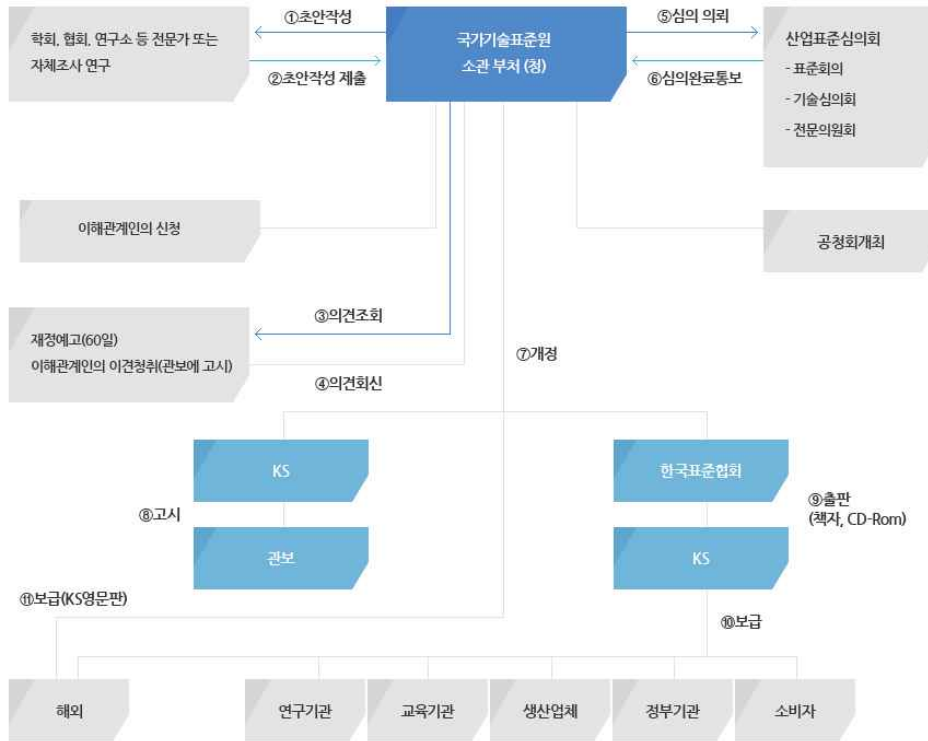 ①초안작성
⑤심의 의뢰
학회, 협회, 연구소 등 전문가 또는
자체조사 연구
국가기술표준원
소관 부처 (청)
산업표준심의회
- 표준회의
- 기술심의회
- 전문의원회
②초안작성 제출
⑥심의완료통보
이해관계인의 신청
공청회개최
③의견조회
재정예고(60일)
이해관계인의 이견청취(관보에 고시)
④의견회신
⑦개정
KS
한국표준협회
⑧고시
⑨출판
(책자, CD-Rom)
관보
KS
⑪보급(KS영문판)
⑩보급
해외
연구기관
교육기관
생산업체
정부기관
소비자